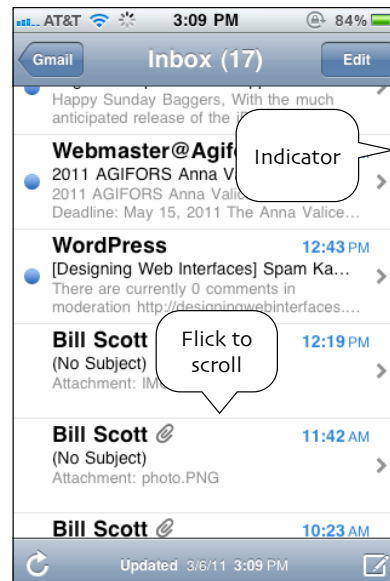 AT&T 3:09 PM 84%
Gmail Inbox (17) Edit
Happy Sunday Baggers, With the much
anticipated release of the
Webmaster@Agif
2011 AGIFORS Anna V
2011 AGIFORS Anna Valic
Deadline: May 15, 2011 The Anna Valice...
Indicator
WordPress 12:43 PM
[Designing Web Interfaces] Spam Ka...
There are currently 0 comments in
moderation http://designingwebinterfaces....
Bill Scott 12:19 PM
(No Subject)
Attachment: IM
Flick to
scroll
Bill Scott 11:42 AM
(No Subject)
Attachment: photo.PNG
Bill Scott 10:23 AM
Updated 3/6/11 3:09 PM